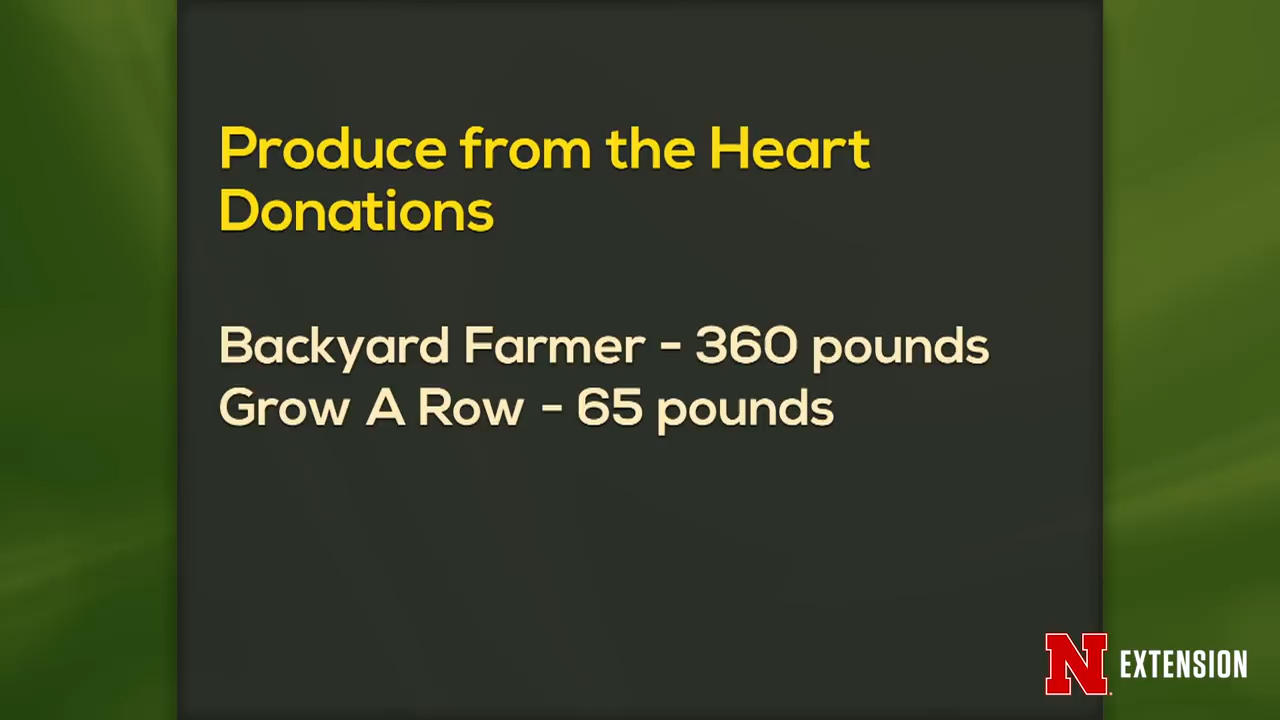 Produce from the Heart
Donations
Backyard Farmer - 360 pounds
Grow A Row - 65 pounds
N EXTENSION